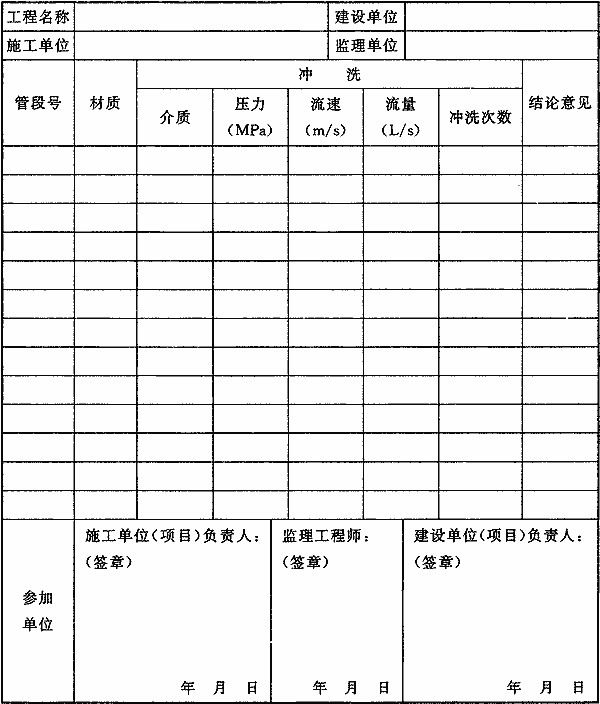 工程名称 建设单位
施工单位 监理单位
管段号 材质 冲 洗 结论意见
介质 压力 流速 流量 冲洗次数
(MPa) (m/s) (L/s)
参加
单位
施工单位(项目)负责人:
(签章)
年 月 日
监理工程师:
(签章)
年 月 日
建设单位(项目)负责人:
(签章)
年 月 日